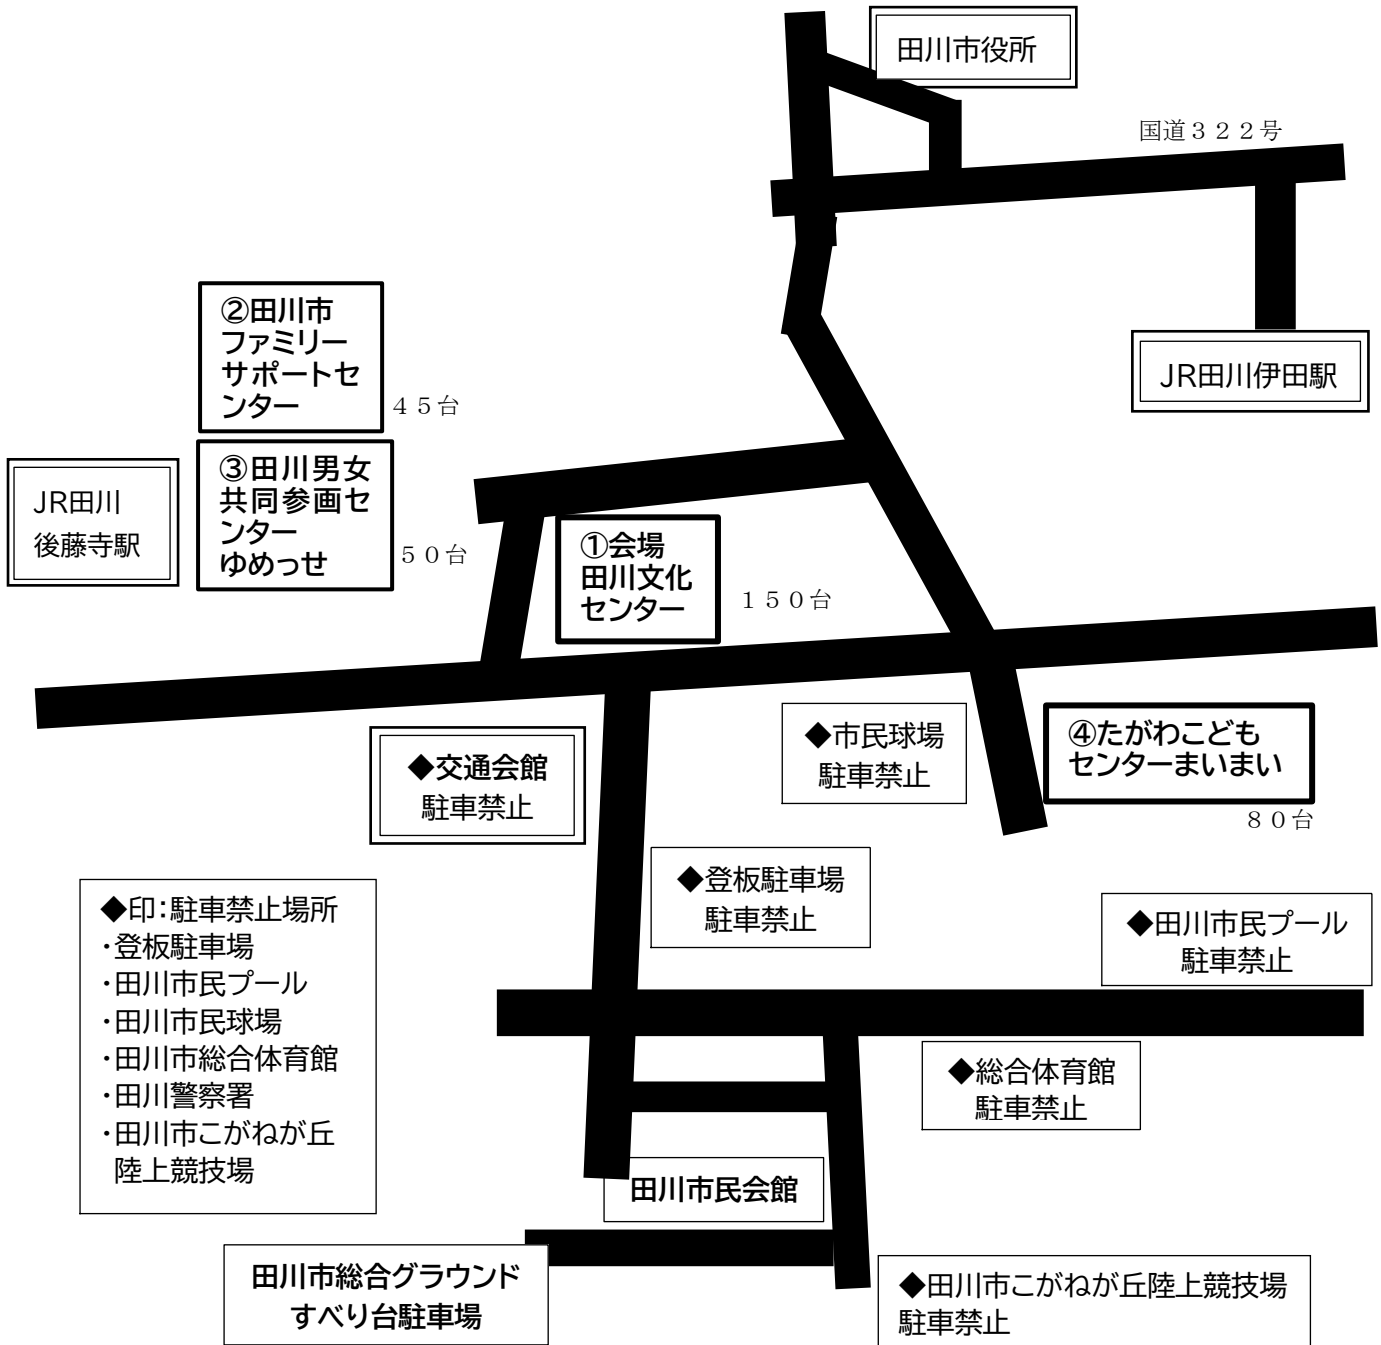 田川市役所
国道３２２号
JR田川伊田駅
②田川市
ファミリー
サポートセ
ンター
４５台
③田川男女
共同参画セ
ンター
ゆめっせ
５０台
JR田川
後藤寺駅
①会場
田川文化
センター
１５０台
◆交通会館
駐車禁止
◆市民球場
駐車禁止
④たがわこども
センターまいまい
８０台
◆登板駐車場
駐車禁止
◆田川市民プール
駐車禁止
◆印：駐車禁止場所
・登板駐車場
・田川市民プール
・田川市民球場
・田川市総合体育館
・田川警察署
・田川市こがねが丘
陸上競技場
◆総合体育館
駐車禁止
田川市民会館
田川市総合グラウンド
すべり台駐車場
◆田川市こがねが丘陸上競技場
駐車禁止